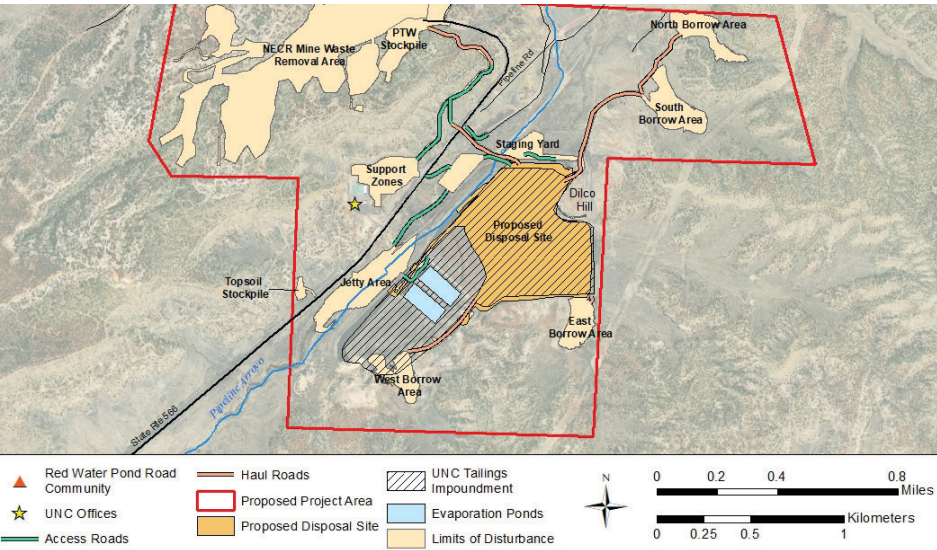 PTW
Stockpile
North Borrow Area
NECR Mine Waste
Removal Area
Pipeline Rd
South
Borrow Area
Staging Yard
Support
Zones
Dilco
Hill
Proposed
Disposal Site
Topsoil
Stockpile
Jetty Area
East
Borrow Area
West Borrow
Area
Pipeline Arroyo
State Rte 566
Red Water Pond Road
Community
UNC Offices
Access Roads
Haul Roads
Proposed Project Area
Proposed Disposal Site
UNC Tailings
Impoundment
Evaporation Ponds
Limits of Disturbance
N
0 0.2 0.4 0.8
Miles
Kilometers
0 0.25 0.5 1